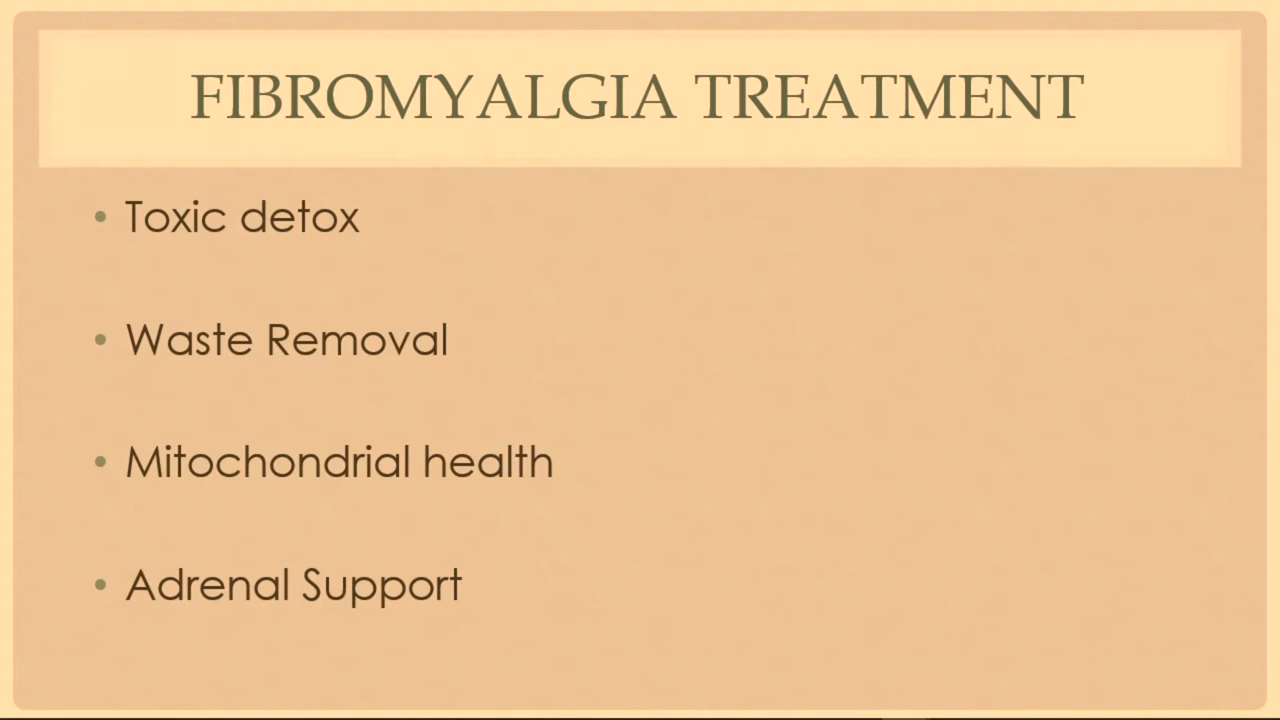 FIBROMYALGIA TREATMENT
• Toxic detox
• Waste Removal
• Mitochondrial health
• Adrenal Support